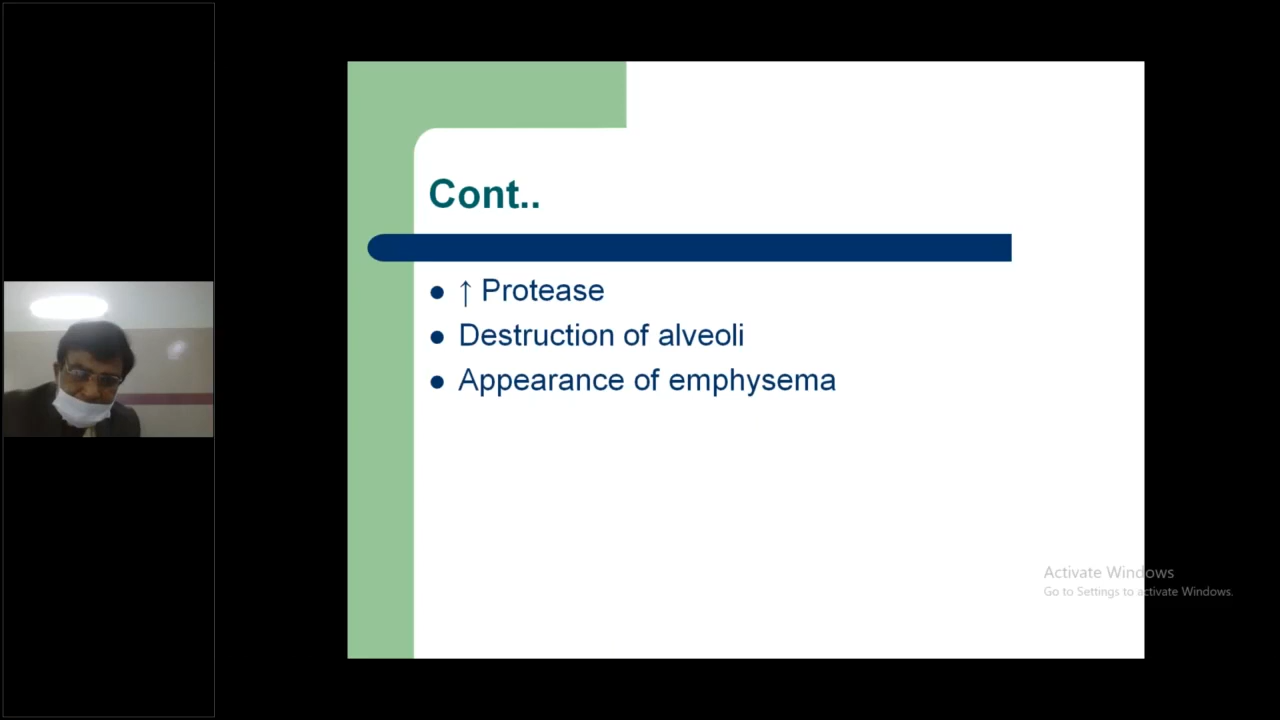 Cont..
● ↑ Protease
● Destruction of alveoli
● Appearance of emphysema
Activate Windows
Go to Settings to activate Windows.